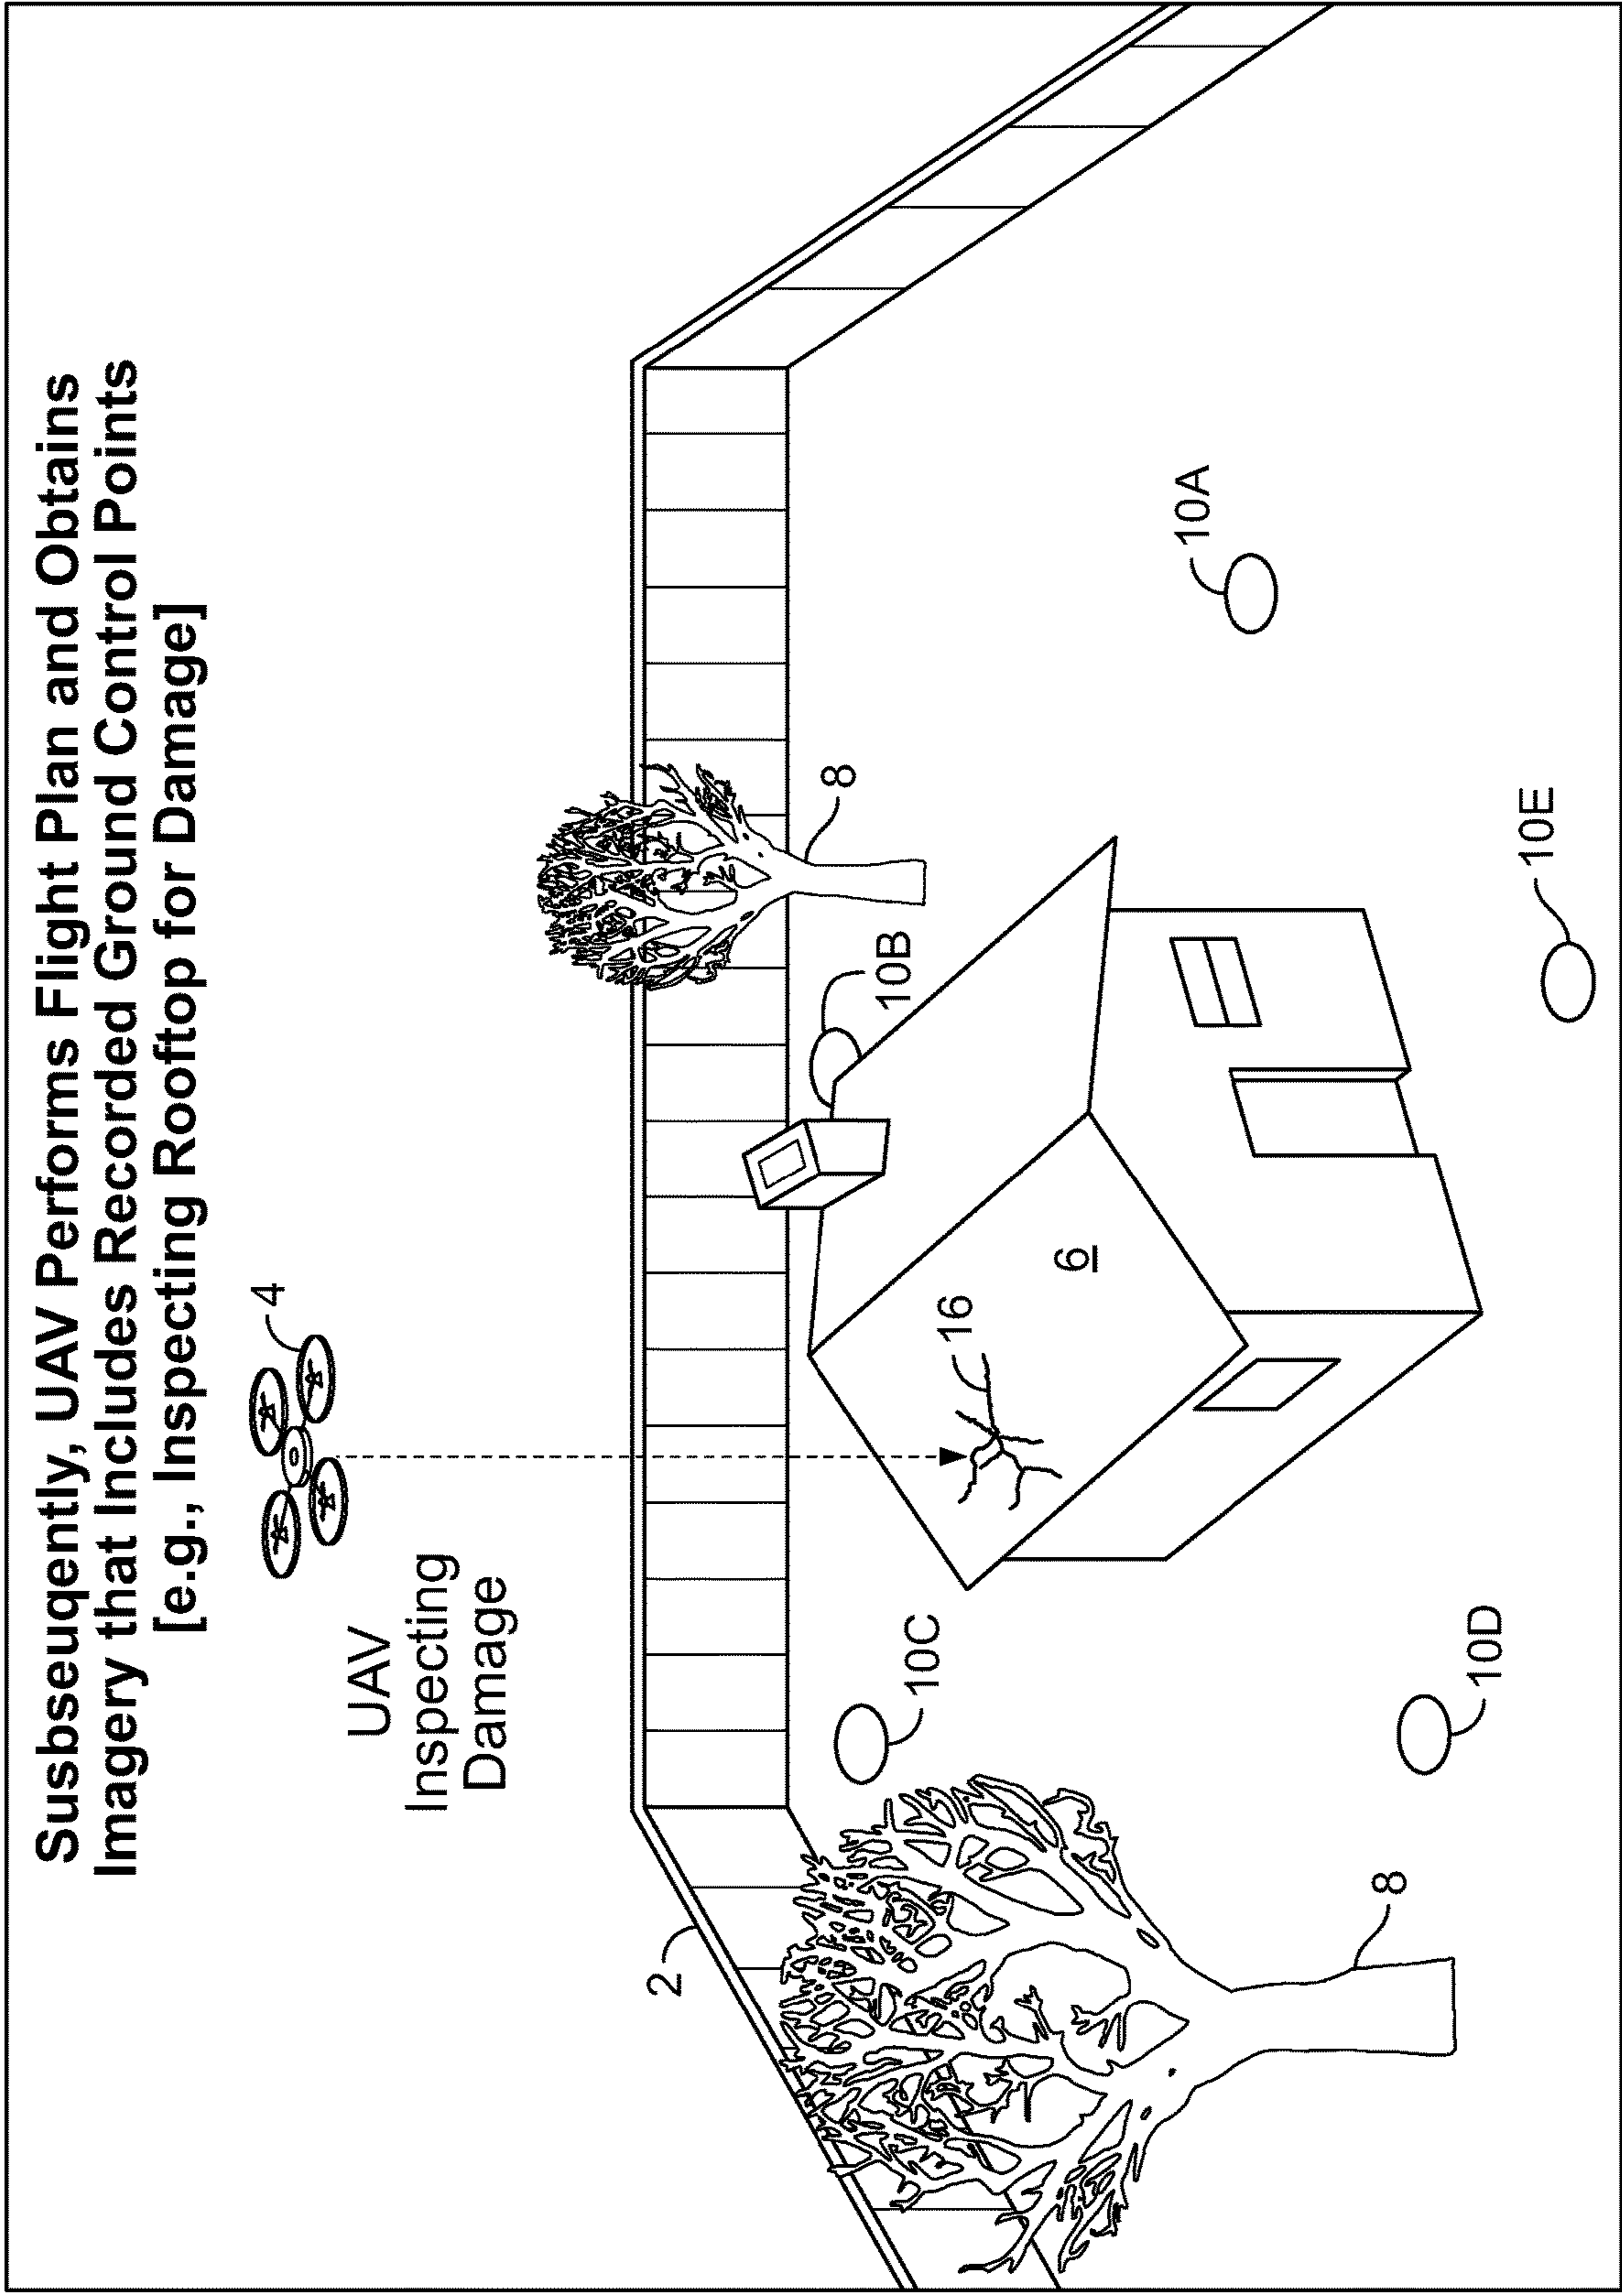 Susbseuqently, UAV Performs Flight Plan and Obtains
Imagery that Includes Recorded Ground Control Points
[e.g., Inspecting Rooftop for Damage]
4
UAV
Inspecting
Damage
2
8
10B
16
6
10C
10A
8
10D
10E